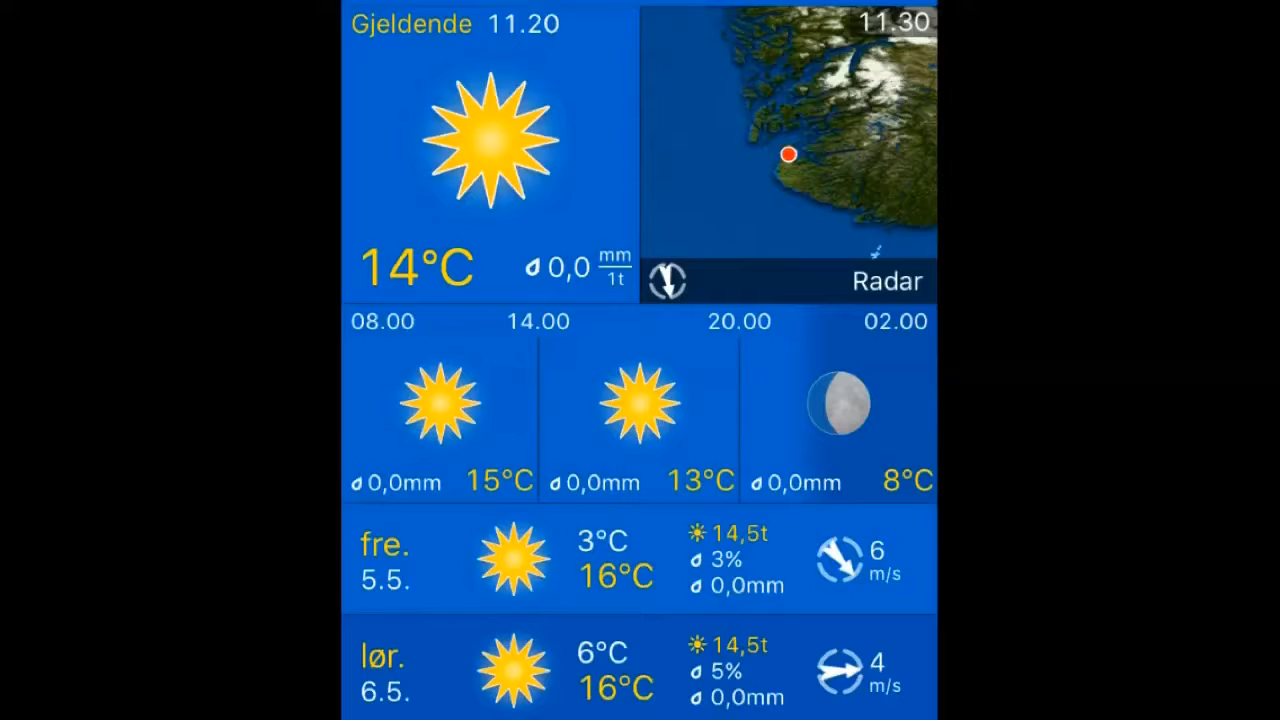 Gjeldende 11.20
11.30
14°C
0,0 mm
1t
Radar
08.00 14.00 20.00 02.00
0,0mm 15°C 0,0mm 13°C 0,0mm 8°C
fre.
5.5.
3°C
16°C
14,5t
3%
0,0mm
6
m/s
lør.
6.5.
6°C
16°C
14,5t
5%
0,0mm
4
m/s